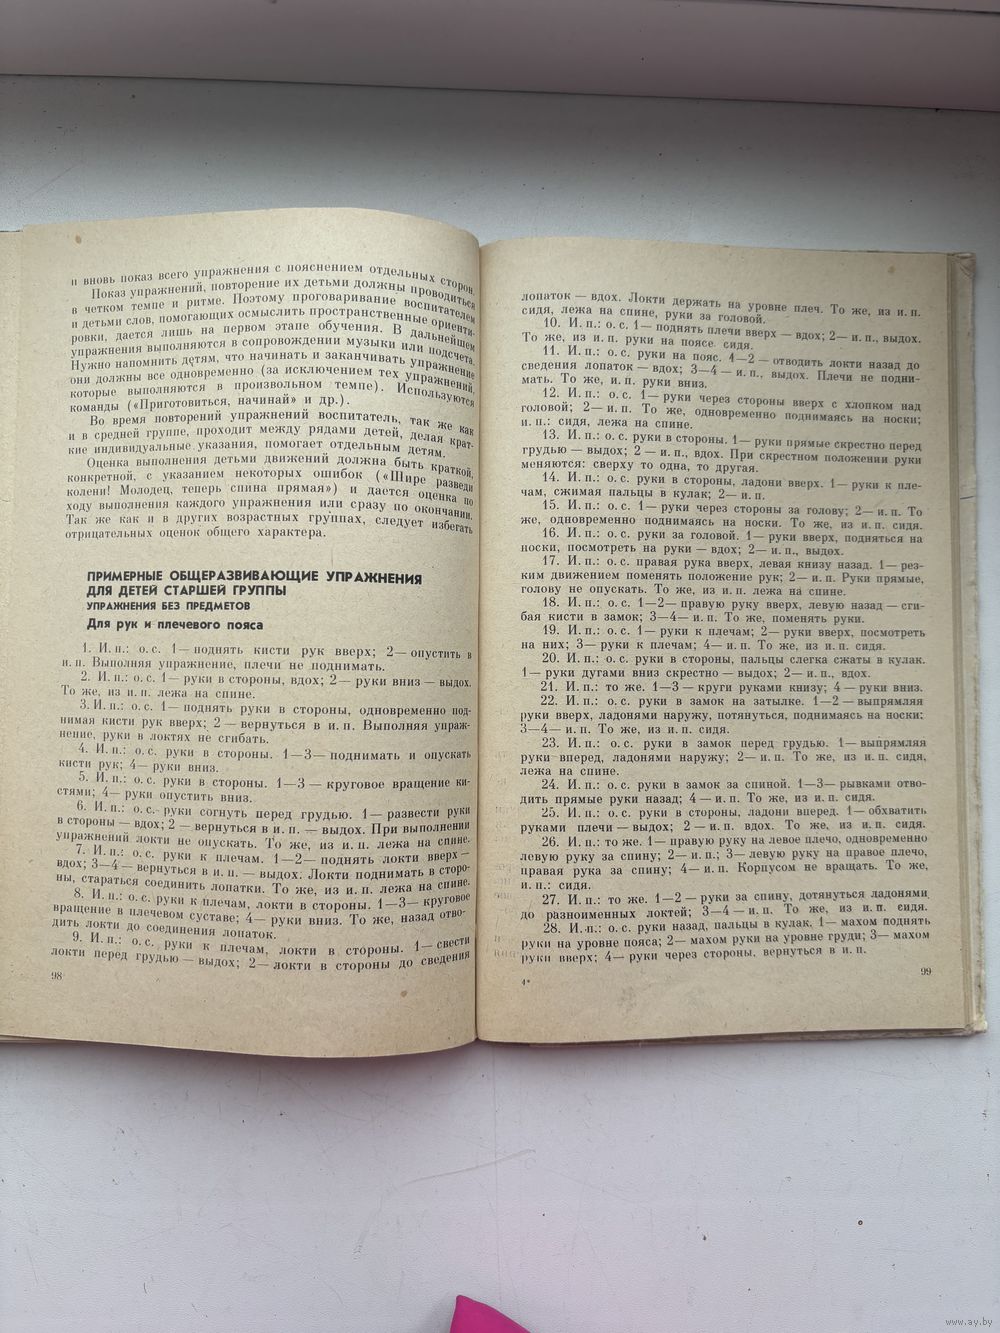 и вновь показ всего упражнения с пояснением отдельных сторон.
Показ упражнений, повторение их детьми должны проводиться
в четком темпе и ритме. Поэтому проговаривание воспитателем
и детьми слов, помогающих осмыслить пространственные ориенти-
ровки, дается лишь на первом этапе обучения. В дальнейшем
упражнения выполняются в сопровождении музыки или подсчета.
Нужно напомнить детям, что начинать и заканчивать упражнение
они должны все одновременно (за исключением тех упражнений,
которые выполняются в произвольном темпе). Используются
команды («Приготовиться, начинай» и др.).
Во время повторений упражнений воспитатель, так же как
и в средней группе, проходит между рядами детей, делая крат-
кие индивидуальные указания, помогает отдельным детям.
Оценка выполнения детьми движений должна быть краткой,
конкретной, с указанием некоторых ошибок («Шире разведи
колени! Молодец, теперь спина прямая») и дается оценка по
ходу выполнения каждого упражнения или сразу по окончании.
Так же как и в других возрастных группах, следует избегать
отрицательных оценок общего характера.
ПРИМЕРНЫЕ ОБЩЕРАЗВИВАЮЩИЕ УПРАЖНЕНИЯ
ДЛЯ ДЕТЕЙ СТАРШЕЙ ГРУППЫ
УПРАЖНЕНИЯ БЕЗ ПРЕДМЕТОВ
Для рук и плечевого пояса
1. И. п.: о. с. 1— поднять кисти рук вверх; 2— опустить в
и. п. Выполняя упражнение, плечи не поднимать.
2. И. п.: о. с. 1— руки в стороны, вдох; 2— руки вниз — выдох.
То же, из и. п. лежа на спине.
3. И. п.: о. с. 1— поднять руки в стороны, одновременно под-
нимая кисти рук вверх; 2 — вернуться в и. п. Выполняя упраж-
нение, руки в локтях не сгибать.
4. И. п.: о. с. руки в стороны. 1—3— поднимать и опускать
кисти рук; 4— руки вниз.
5. И. п.: о. с. руки в стороны. 1—3 — круговое вращение ки-
стями; 4— руки опустить вниз.
6. И. п.: о. с. руки согнуть перед грудью. 1 — развести руки
в стороны — вдох; 2 — вернуться в и. п. — выдох. При выполнении
упражнений локти не опускать. То же, из и. п. лежа на спине.
7. И. п.: о. с. руки к плечам. 1—2— поднять локти вверх —
вдох; 3—4 — вернуться в и. п. — выдох. Локти поднимать в сторо-
ны, стараться соединить лопатки. То же, из и. п. лежа на спине.
8. И. п.: о. с. руки к плечам, локти в стороны. 1—3— круговое
вращение в плечевом суставе; 4— руки вниз. То же, назад отво-
дить локти до соединения лопаток.
9. И. п.: о. с. руки к плечам, локти в стороны. 1— свести
локти перед грудью — выдох; 2— локти в стороны до сведения
98
лопаток — вдох. Локти держать на уровне плеч. То же, из и. п.
сидя, лежа на спине, руки за головой.
10. И. п.: о. с. 1— поднять плечи вверх — вдох; 2— и. п., выдох.
То же, из и. п. руки на поясе сидя.
11. И. п.: о. с. руки на пояс. 1—2 — отводить локти назад до
сведения лопаток — вдох; 3—4 — и. п., выдох. Плечи не подни-
мать. То же, и. п. руки вниз.
12. И. п.: о. с. 1— руки через стороны вверх с хлопком над
головой; 2— и. п. То же, одновременно поднимаясь на носки;
и. п.: сидя, лежа на спине.
13. И. п.: о. с. руки в стороны. 1— руки прямые скрестно перед
грудью — выдох; 2 — и. п., вдох. При скрестном положении руки
меняются: сверху то одна, то другая.
14. И. п.: о. с. руки в стороны, ладони вверх. 1— руки к пле-
чам, сжимая пальцы в кулак; 2— и. п.
15. И. п.: о. с. 1— руки через стороны за голову; 2— и. п. То
же, одновременно поднимаясь на носки. То же, из и. п. сидя.
16. И. п.: о. с. руки за головой. 1— руки вверх, подняться на
носки, посмотреть на руки — вдох; 2— и. п., выдох.
17. И. п.: о. с. правая рука вверх, левая книзу назад. 1— рез-
ким движением поменять положение рук; 2— и. п. Руки прямые,
голову не опускать. То же, из и. п. лежа на спине.
18. И. п.: о. с. 1—2— правую руку вверх, левую назад — сги-
бая кисти в замок; 3—4— и. п. То же, поменять руки.
19. И. п.: о. с. 1— руки к плечам; 2— руки вверх, посмотреть
на них; 3— руки к плечам; 4— и. п. То же, из и. п. сидя.
20. И. п.: о. с. руки в стороны, пальцы слегка сжаты в кулак.
1— руки дугами вниз скрестно — выдох; 2— и. п., вдох.
21. И. п.: то же. 1—3— круги руками книзу; 4 — руки вниз.
22. И. п.: о. с. руки в замок на затылке. 1—2 — выпрямляя
руки вверх, ладонями наружу, потянуться, поднимаясь на носки:
3—4— и. п. То же, из и. п. сидя.
23. И. п.: о. с. руки в замок перед грудью. 1— выпрямляя
руки вперед, ладонями наружу; 2— и. п. То же, из и. п. сидя,
лежа на спине.
24. И. п.: о. с. руки в замок за спиной. 1—3— рывками отво-
дить прямые руки назад; 4 — и. п. То же, из и. п. сидя.
25. И. п.: о. с. руки в стороны, ладони вперед. 1— обхватить
руками плечи — выдох; 2 — и. п. вдох. То же, из и. п. сидя.
26. И. п.: то же. 1— правую руку на левое плечо, одновременно
левую руку за спину; 2— и. п.; 3— левую руку на правое плечо,
правая рука за спину; 4— и. п. Корпусом не вращать. То же,
и. п.: сидя.
27. И. п.: то же. 1—2 — руки за спину, дотянуться ладонями
до разноименных локтей; 3—4 — и. п. То же, из и. п. сидя.
28. И. п.: о. с. руки назад, пальцы в кулак. 1— махом поднять
руки на уровне пояса; 2— махом руки на уровне груди; 3— махом
руки вверх; 4— руки через стороны, вернуться в и. п.
4*
99
www.ay.by